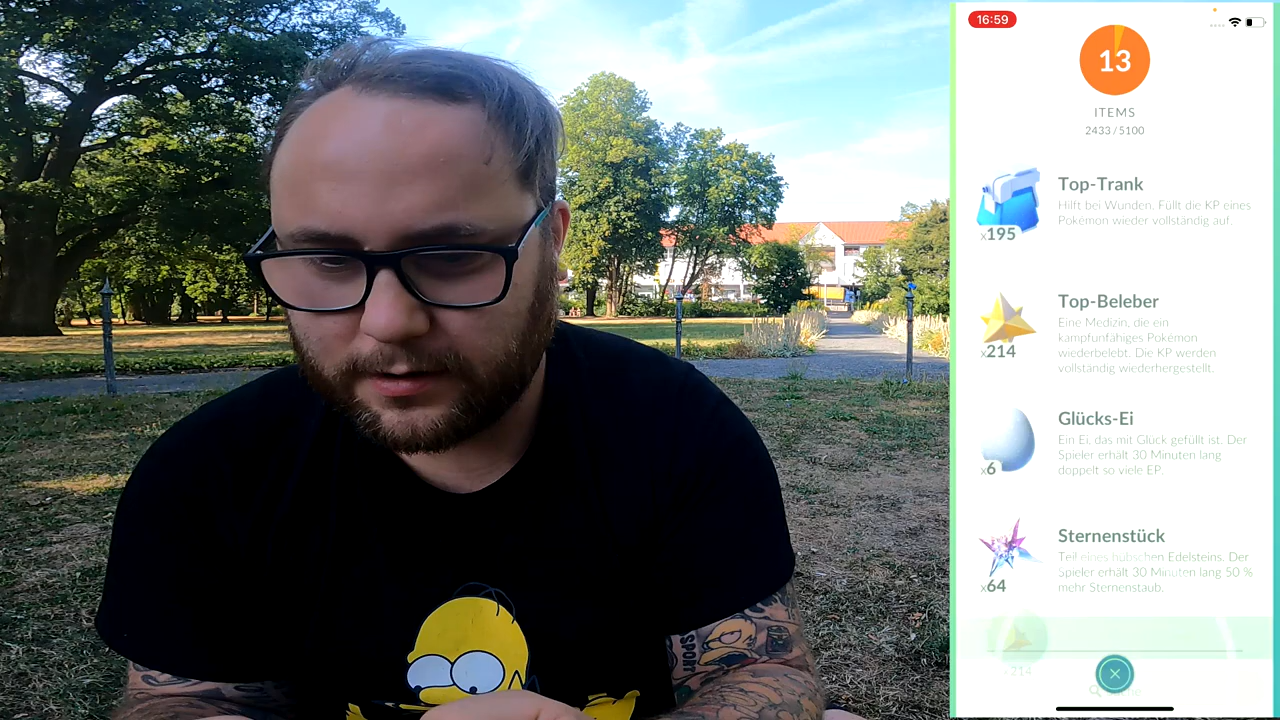 16:59
13
ITEMS
2433 / 5100
Top-Trank
Hilft bei Wunden. Füllt die KP eines
Pokémon wieder vollständig auf.
x195
Top-Beleber
Eine Medizin, die ein
kampfunfähiges Pokémon
wiederbelebt. Die KP werden
vollständig wiederhergestellt.
x214
Glücks-Ei
Ein Ei, das mit Glück gefüllt ist. Der
Spieler erhält 30 Minuten lang
doppelt so viele EP.
x6
Sternenstück
Teil eines hübschen Edelsteins. Der
Spieler erhält 30 Minuten lang 50 %
mehr Sternenstaub.
x64
214
SPORT